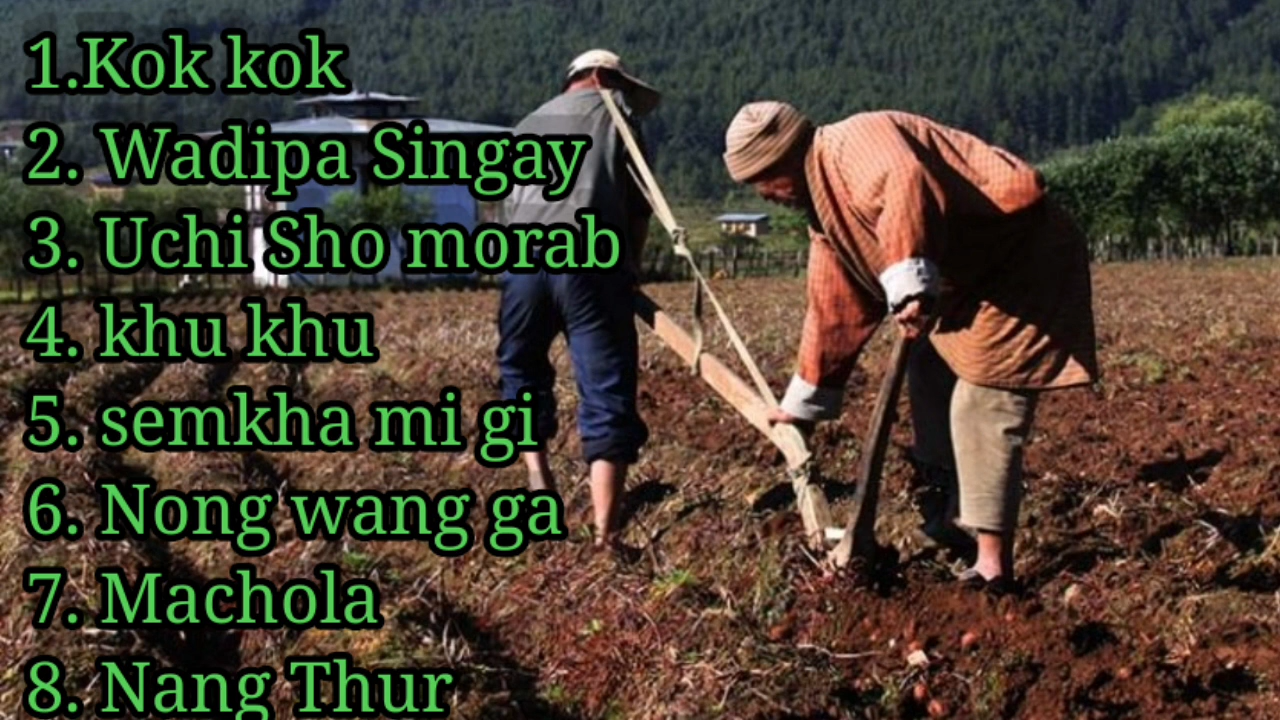 1.Kok kok
2. Wadipa Singay
3. Uchi Sho morab
4. khu khu
5. semkha mi gi
6. Nong wang ga
7. Machola
8. Nang Thur